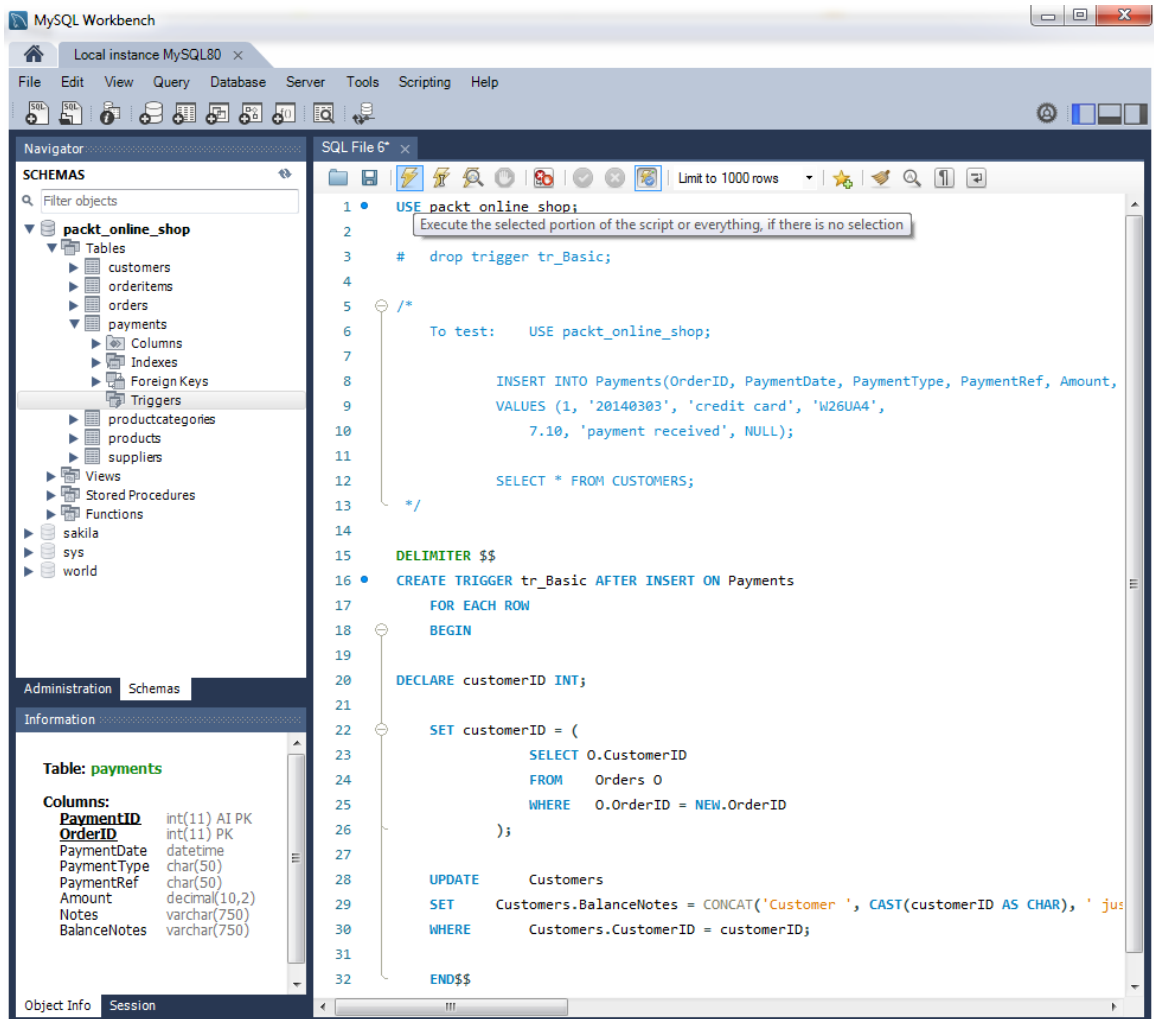 MySQL Workbench
Local instance MySQL80
File Edit View Query Database Server Tools Scripting Help
Navigator
SCHEMAS
Filter objects
packt_online_shop
Tables
customers
orderitems
orders
payments
Columns
Indexes
Foreign Keys
Triggers
productcategories
products
suppliers
Views
Stored Procedures
Functions
sakila
sys
world
Administration Schemas
Information
Table: payments
Columns:
PaymentID int(11) AI PK
OrderID int(11) PK
PaymentDate datetime
PaymentType char(50)
PaymentRef char(50)
Amount decimal(10,2)
Notes varchar(750)
BalanceNotes varchar(750)
Object Info Session
SQL File 6*
Limit to 1000 rows
1 USE packt_online_shop;
Execute the selected portion of the script or everything, if there is no selection
2
3 # drop trigger tr_Basic;
4
5 /*
6 To test: USE packt_online_shop;
7
8 INSERT INTO Payments(OrderID, PaymentDate, PaymentType, PaymentRef, Amount,
9 VALUES (1, '20140303', 'credit card', 'W26UA4',
10 7.10, 'payment received', NULL);
11
12 SELECT * FROM CUSTOMERS;
13 */
14
15 DELIMITER $$
16 CREATE TRIGGER tr_Basic AFTER INSERT ON Payments
17 FOR EACH ROW
18 BEGIN
19
20 DECLARE customerID INT;
21
22 SET customerID = (
23 SELECT O.CustomerID
24 FROM Orders O
25 WHERE O.OrderID = NEW.OrderID
26 );
27
28 UPDATE Customers
29 SET Customers.BalanceNotes = CONCAT('Customer ', CAST(customerID AS CHAR), ' jus
30 WHERE Customers.CustomerID = customerID;
31
32 END$$